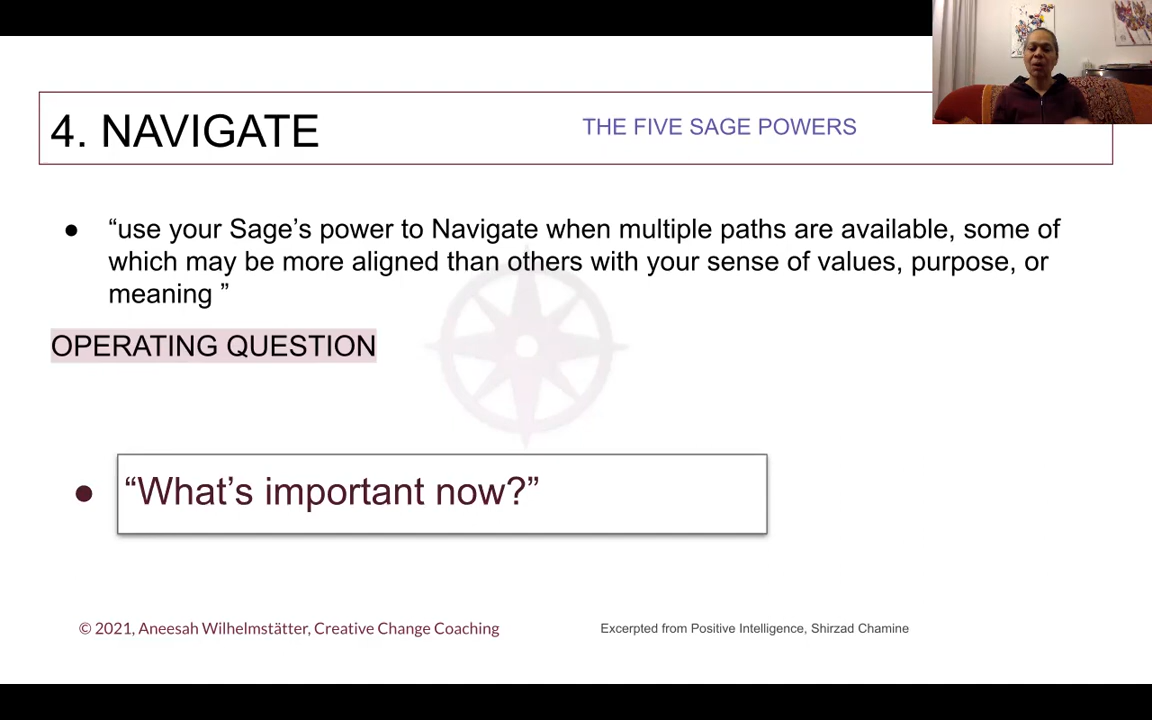 4. NAVIGATE
THE FIVE SAGE POWERS
● “use your Sage’s power to Navigate when multiple paths are available, some of
which may be more aligned than others with your sense of values, purpose, or
meaning ”
OPERATING QUESTION
● “What’s important now?”
© 2021, Aneesah Wilhelmstätter, Creative Change Coaching
Excerpted from Positive Intelligence, Shirzad Chamine